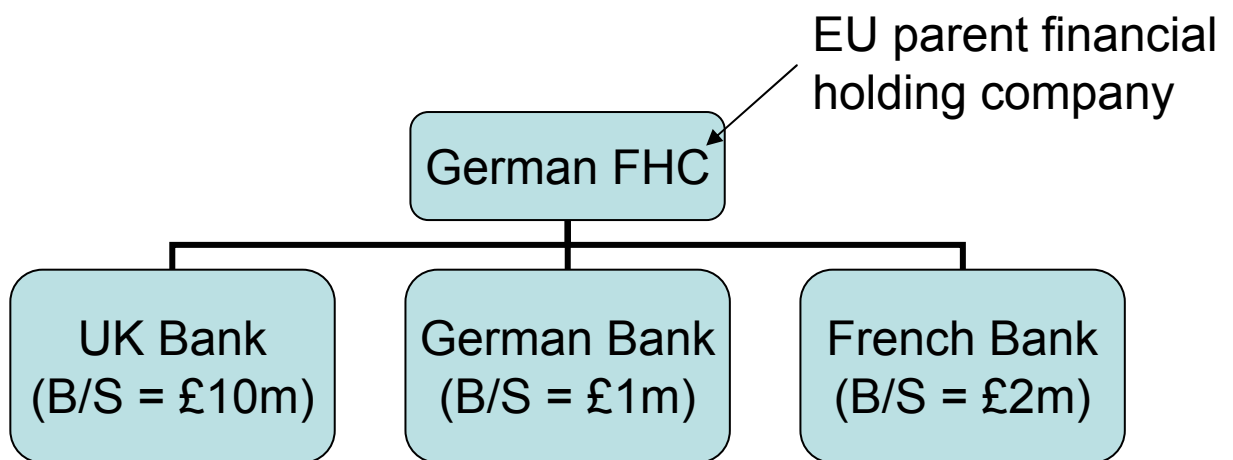 EU parent financial
holding company
German FHC
UK Bank
(B/S = £10m)
German Bank
(B/S = £1m)
French Bank
(B/S = £2m)